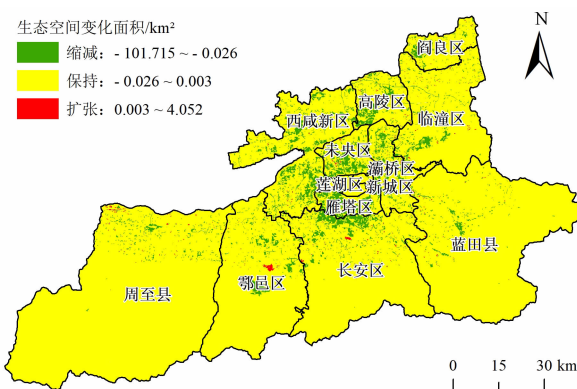 生态空间变化面积/km²
缩减：- 101.715 ~ - 0.026
保持：- 0.026 ~ 0.003
扩张：0.003 ~ 4.052
N
阎良区
高陵区
西咸新区
临潼区
未央区
灞桥区
莲湖区
新城区
雁塔区
蓝田县
长安区
鄠邑区
周至县
0 15 30 km